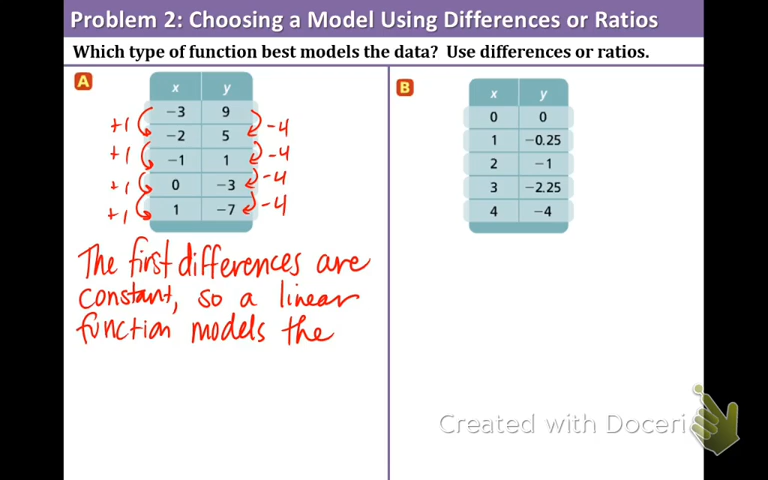 Problem 2: Choosing a Model Using Differences or Ratios
Which type of function best models the data? Use differences or ratios.
A
x y
-3 9
-2 5
-1 1
0 -3
1 -7
+1
+1
+1
+1
-4
-4
-4
-4
The first differences are
constant, so a linear
function models the
B
x y
0 0
1 -0.25
2 -1
3 -2.25
4 -4
Created with Doceri